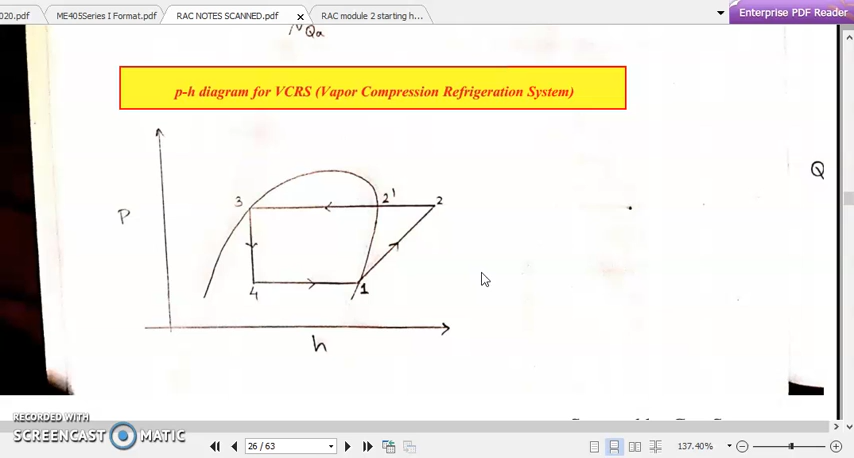 020.pdf
ME405Series I Format.pdf
RAC NOTES SCANNED.pdf
RAC module 2 starting h...
Enterprise PDF Reader
Qa
p-h diagram for VCRS (Vapor Compression Refrigeration System)
3
2'
2
P
4
1
h
Q
RECORDED WITH
SCREENCAST MATIC
26 / 63
137.40%